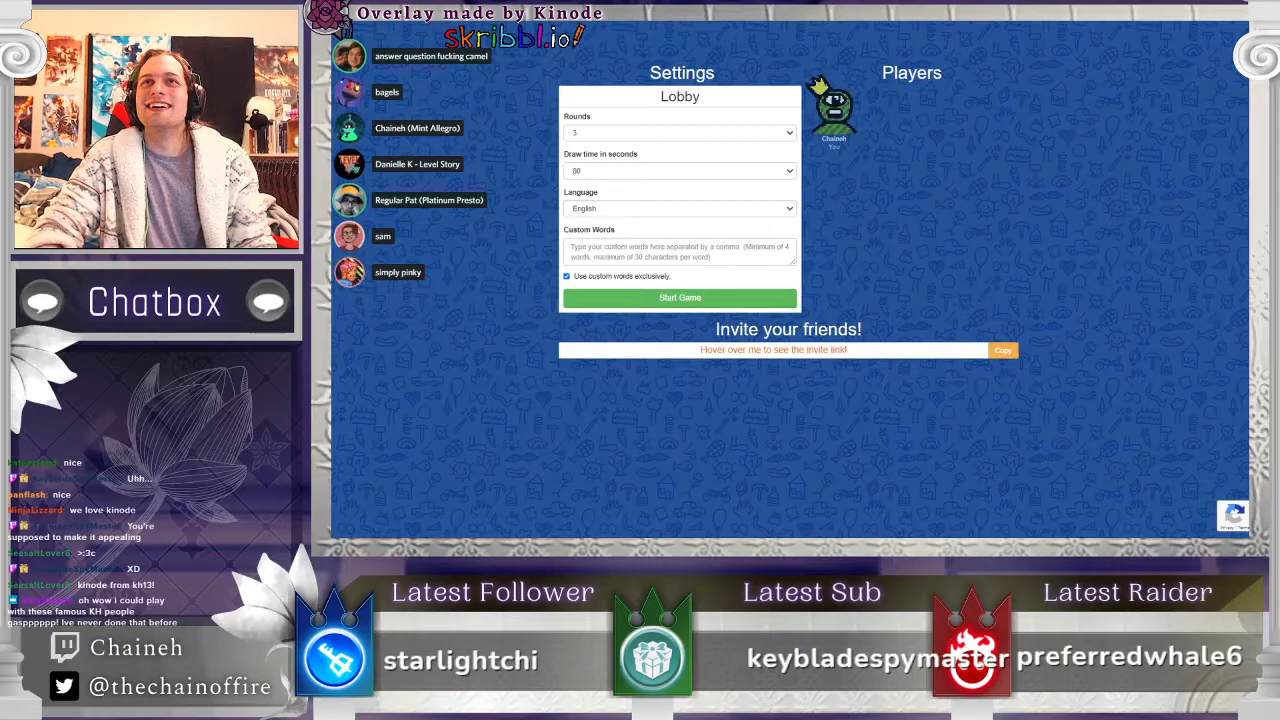 Overlay made by Kinode
skribbl.io!
answer question fucking camel
bagels
Chaineh (Mint Allegro)
Danielle K - Level Story
Regular Pat (Platinum Presto)
sam
simply pinky
Settings
Players
Lobby
Rounds
3
Draw time in seconds
80
Language
English
Custom Words
Type your custom words here separated by a comma (Minimum of 4
words, maximum of 30 characters per word)
Use custom words exclusively.
Start Game
Chaineh
You
Invite your friends!
Hover over me to see the invite link!
Copy
Chatbox
nice
Uhh...
nice
NinjaLizzard: we love kinode
You're
supposed to make it appealing
SeasaltLover8: >:3c
XD
SeasaltLover8: kinode from kh13!
oh wow i could play
with these famous KH people
gasppppp! Ive never done that before
Chaineh
@thechainoffire
Latest Follower
starlightchi
Latest Sub
keybladespymaster
Latest Raider
preferredwhale6